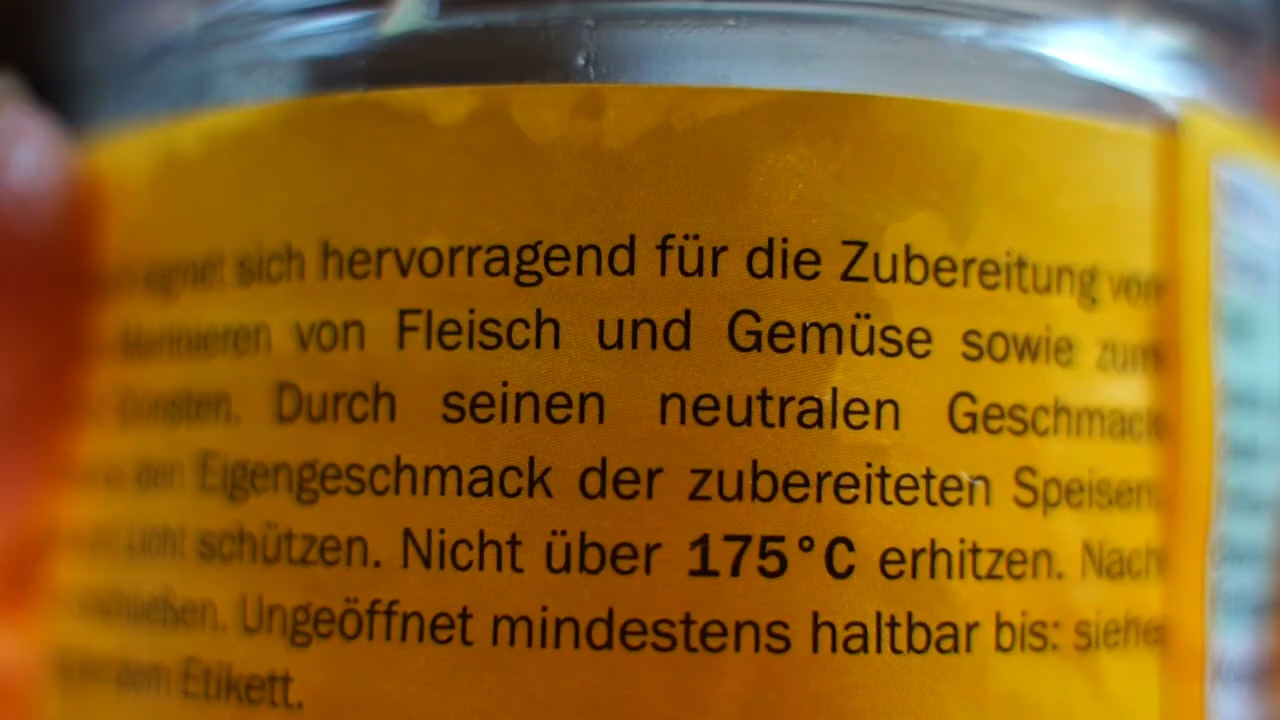 eignet sich hervorragend für die Zubereitung von
Marinieren von Fleisch und Gemüse sowie zum
Dünsten. Durch seinen neutralen Geschmack
den Eigengeschmack der zubereiteten Speisen.
Licht schützen. Nicht über 175°C erhitzen. Nach
Ungeöffnet mindestens haltbar bis: siehe
dem Etikett.